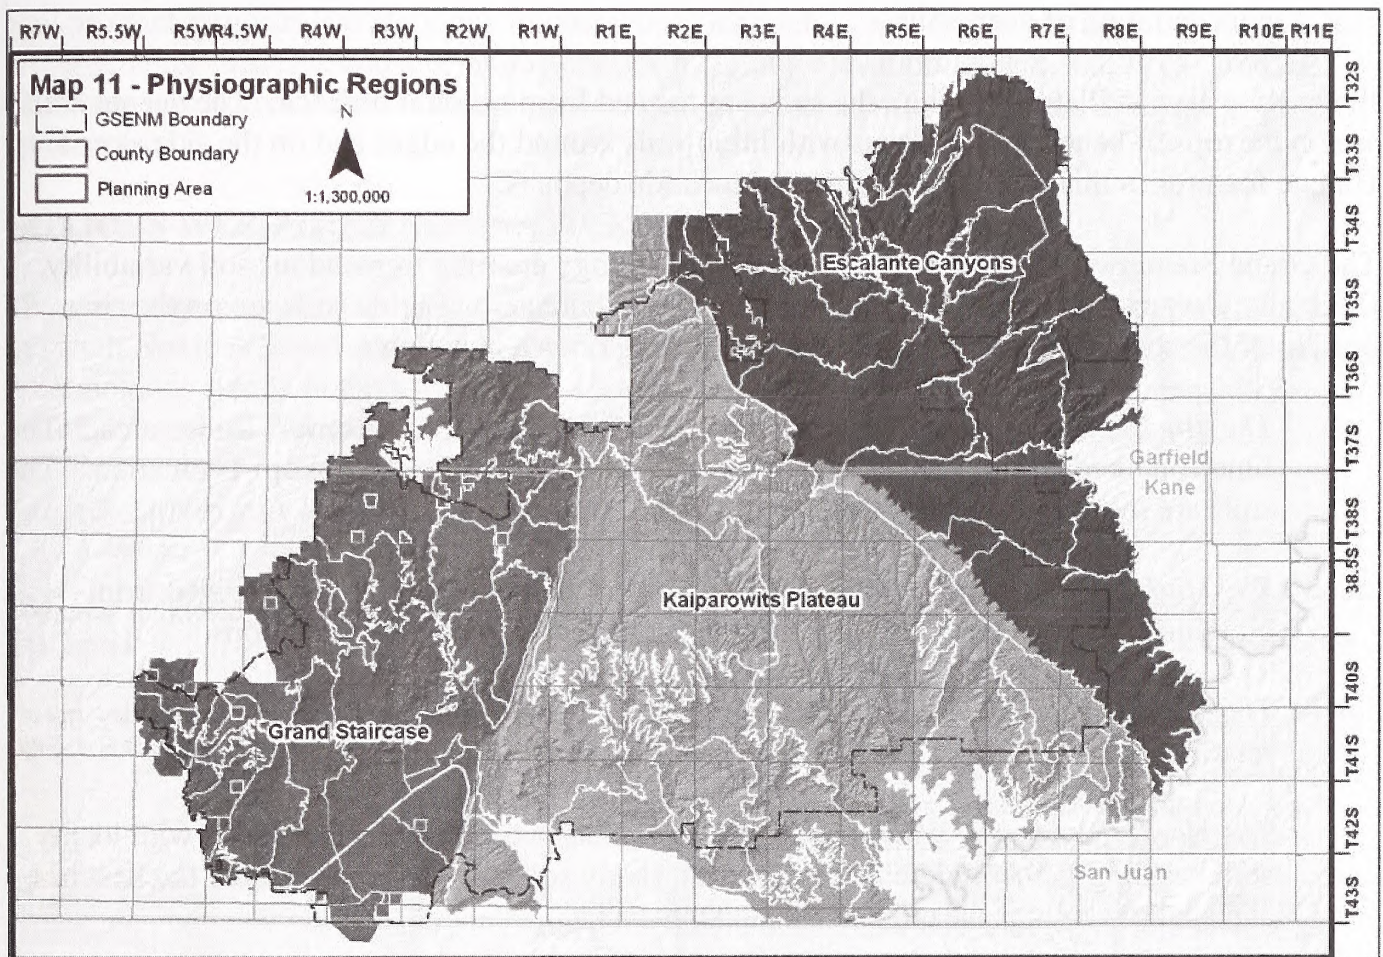 R7W R5.5W R5WR4.5W R4W R3W R2W R1W R1E R2E R3E R4E R5E R6E R7E R8E R9E R10E R11E
Map 11 - Physiographic Regions
GSENM Boundary
County Boundary
Planning Area
N
1:1,300,000
T32S
T33S
T34S
T35S
T36S
T37S
38.5S T38S
T40S
T41S
T42S
T43S
Escalante Canyons
Garfield
Kane
Kaiparowits Plateau
Grand Staircase
San Juan